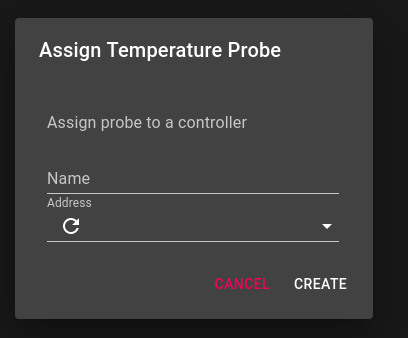 Assign Temperature Probe
Assign probe to a controller
Name
Address
CANCEL CREATE